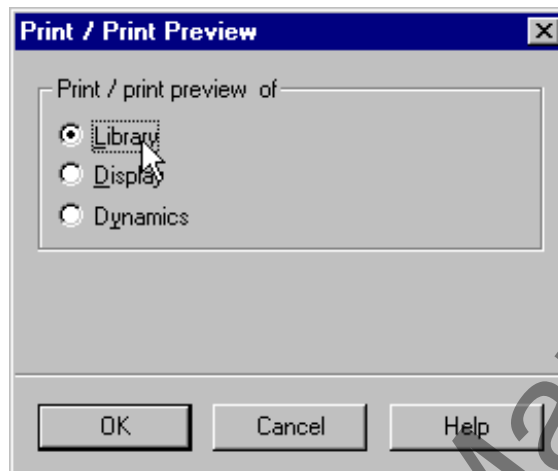 Print / Print Preview
Print / print preview of
Library
Display
Dynamics
OK
Cancel
Help